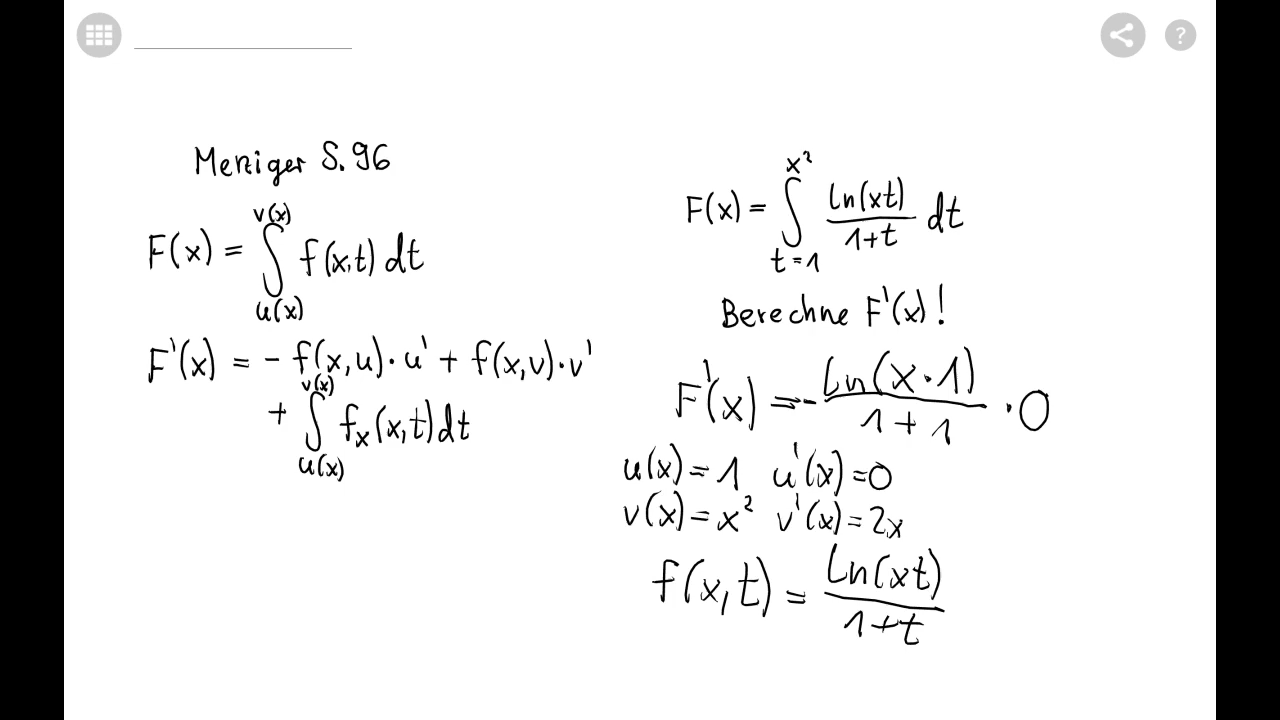 Merziger S. 96
F(x) = ∫_{u(x)}^{v(x)} f(x,t) dt
F'(x) = - f(x,u)·u' + f(x,v)·v'
+ ∫_{u(x)}^{v(x)} f_x(x,t) dt
F(x) = ∫_{t=1}^{x²} ln(xt)/(1+t) dt
Berechne F'(x)!
F'(x) = - ln(x·1)/(1+1) · 0
u(x) = 1 u'(x) = 0
v(x) = x² v'(x) = 2x
f(x,t) = ln(xt)/(1+t)
?